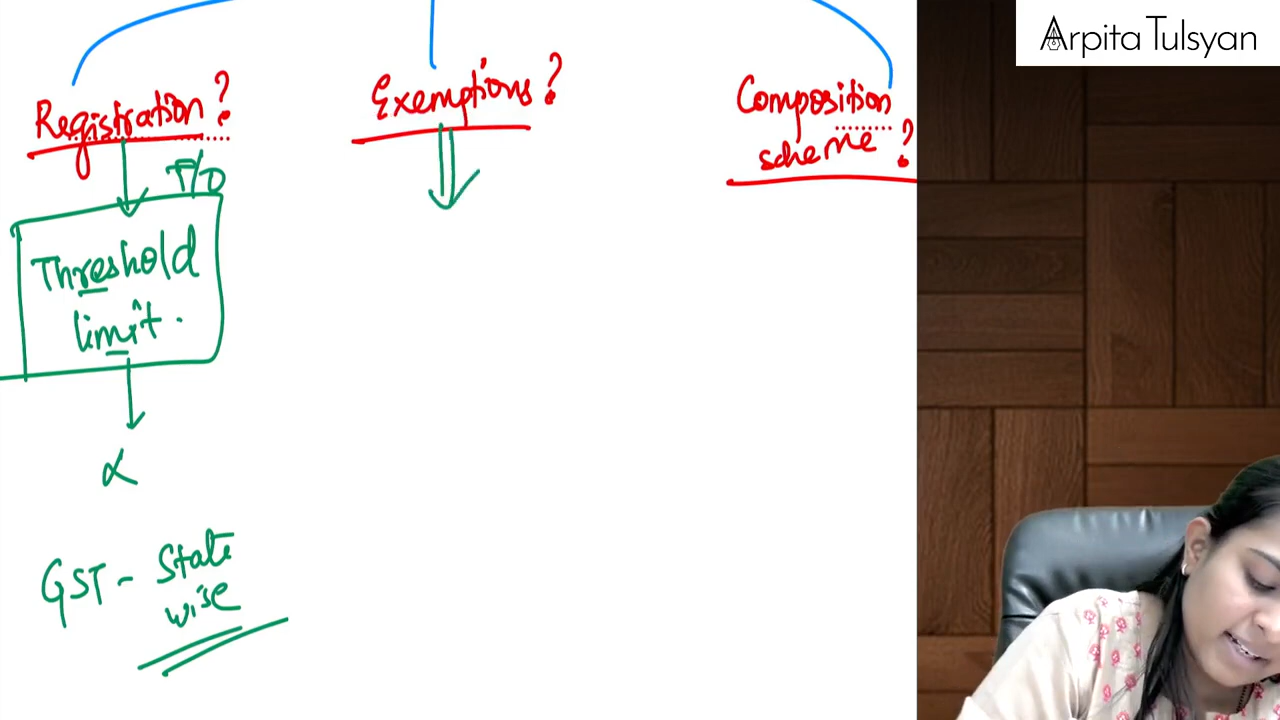 Arpita Tulsyan
Registration?
Exemptions?
Composition
scheme?
T/O
Threshold
limit.
GST - State
wise